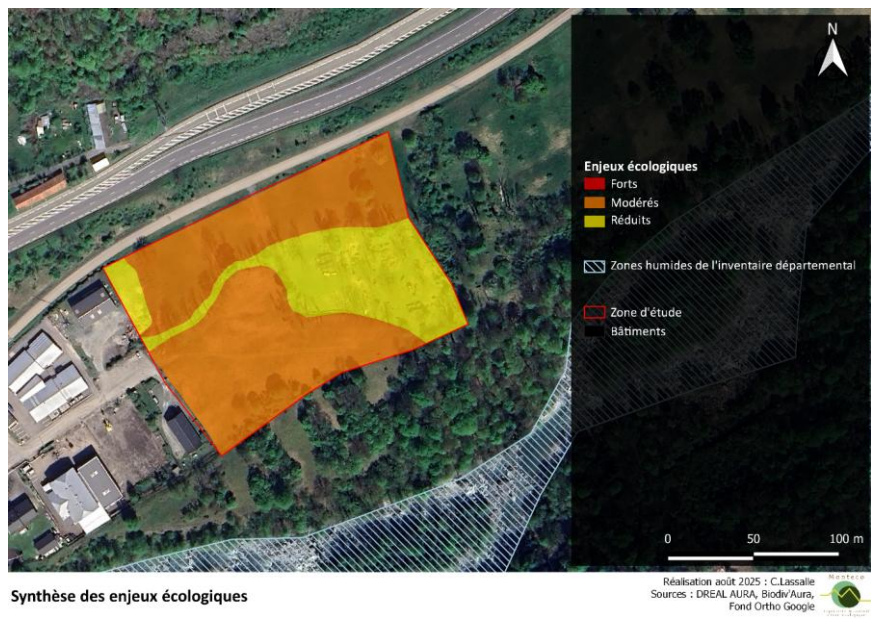 N
Enjeux écologiques
Forts
Modérés
Réduits
Zones humides de l'inventaire départemental
Zone d'étude
Bâtiments
0 50 100 m
Synthèse des enjeux écologiques
Réalisation août 2025 : C.Lassalle
Sources : DREAL AURA, Biodiv'Aura,
Fond Ortho Google
Monteco